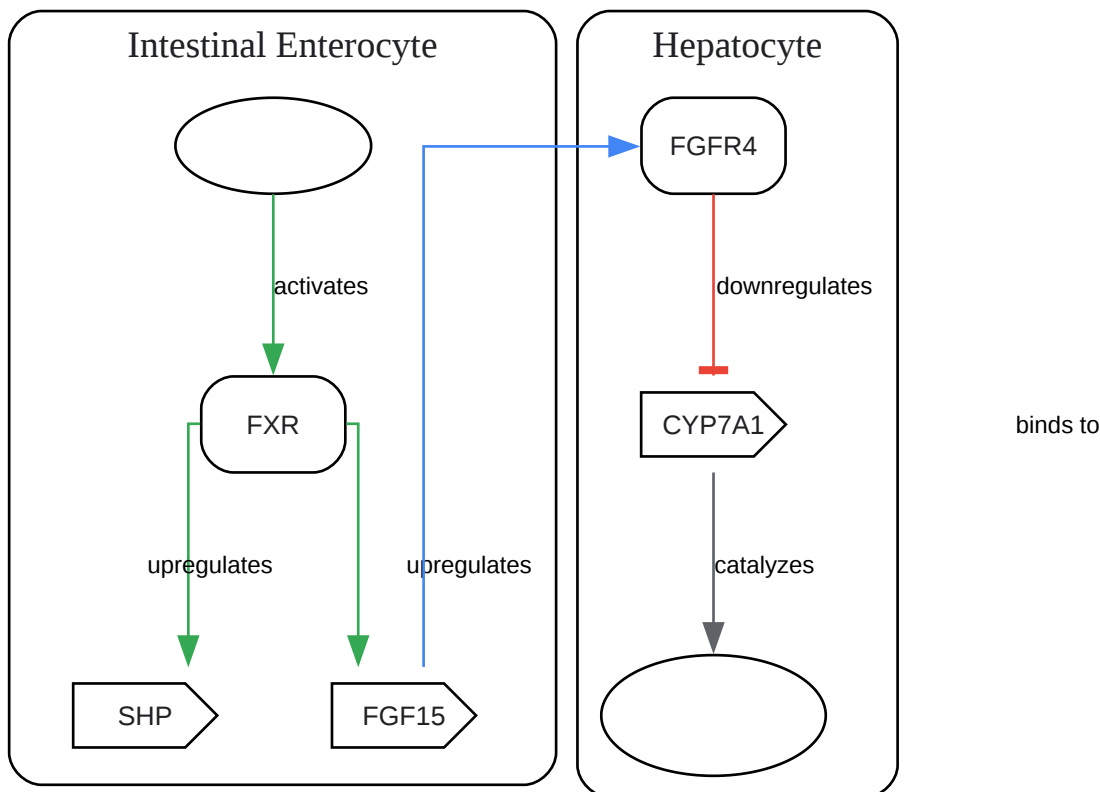 Intestinal Enterocyte
Hepatocyte
FGFR4
activates
downregulates
FXR
CYP7A1
binds to
upregulates
upregulates
catalyzes
SHP
FGF15